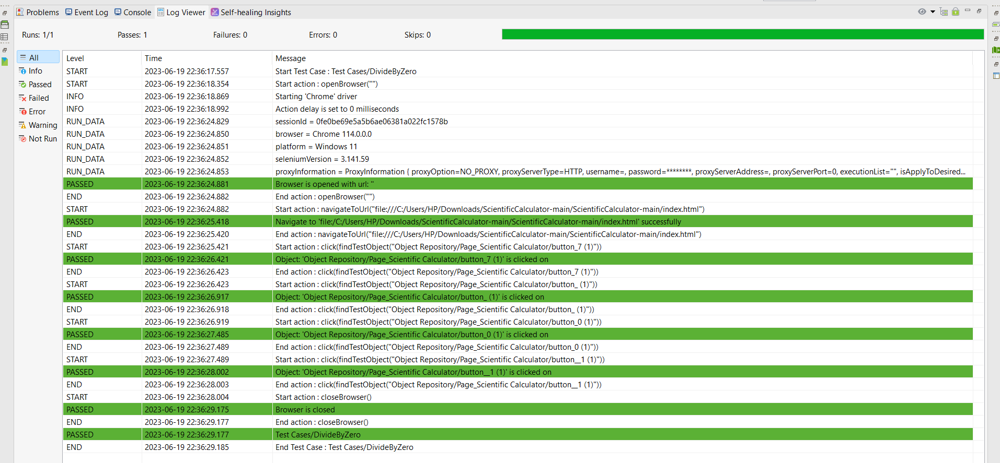 Problems Event Log Console Log Viewer Self-healing Insights
Runs: 1/1 Passes: 1 Failures: 0 Errors: 0 Skips: 0
All
Info
Passed
Failed
Error
Warning
Not Run
Level Time Message
START 2023-06-19 22:36:17.557 Start Test Case : Test Cases/DivideByZero
START 2023-06-19 22:36:18.354 Start action : openBrowser("")
INFO 2023-06-19 22:36:18.869 Starting 'Chrome' driver
INFO 2023-06-19 22:36:18.992 Action delay is set to 0 milliseconds
RUN_DATA 2023-06-19 22:36:24.829 sessionId = 0fe0be69e5a5b6ae06381a022fc1578b
RUN_DATA 2023-06-19 22:36:24.850 browser = Chrome 114.0.0.0
RUN_DATA 2023-06-19 22:36:24.851 platform = Windows 11
RUN_DATA 2023-06-19 22:36:24.852 seleniumVersion = 3.141.59
RUN_DATA 2023-06-19 22:36:24.853 proxyInformation = ProxyInformation { proxyOption=NO_PROXY, proxyServerType=HTTP, username=, password=********, proxyServerAddress=, proxyServerPort=0, executionList="", isApplyToDesired...
PASSED 2023-06-19 22:36:24.881 Browser is opened with url: ''
END 2023-06-19 22:36:24.882 End action : openBrowser("")
START 2023-06-19 22:36:24.882 Start action : navigateToUrl("file:///C:/Users/HP/Downloads/ScientificCalculator-main/ScientificCalculator-main/index.html")
PASSED 2023-06-19 22:36:25.418 Navigate to 'file:/C:/Users/HP/Downloads/ScientificCalculator-main/ScientificCalculator-main/index.html' successfully
END 2023-06-19 22:36:25.420 End action : navigateToUrl("file:///C:/Users/HP/Downloads/ScientificCalculator-main/ScientificCalculator-main/index.html")
START 2023-06-19 22:36:25.421 Start action : click(findTestObject("Object Repository/Page_Scientific Calculator/button_7 (1)"))
PASSED 2023-06-19 22:36:26.421 Object: 'Object Repository/Page_Scientific Calculator/button_7 (1)' is clicked on
END 2023-06-19 22:36:26.423 End action : click(findTestObject("Object Repository/Page_Scientific Calculator/button_7 (1)"))
START 2023-06-19 22:36:26.423 Start action : click(findTestObject("Object Repository/Page_Scientific Calculator/button_ (1)"))
PASSED 2023-06-19 22:36:26.917 Object: 'Object Repository/Page_Scientific Calculator/button_ (1)' is clicked on
END 2023-06-19 22:36:26.918 End action : click(findTestObject("Object Repository/Page_Scientific Calculator/button_ (1)"))
START 2023-06-19 22:36:26.919 Start action : click(findTestObject("Object Repository/Page_Scientific Calculator/button_0 (1)"))
PASSED 2023-06-19 22:36:27.485 Object: 'Object Repository/Page_Scientific Calculator/button_0 (1)' is clicked on
END 2023-06-19 22:36:27.489 End action : click(findTestObject("Object Repository/Page_Scientific Calculator/button_0 (1)"))
START 2023-06-19 22:36:27.489 Start action : click(findTestObject("Object Repository/Page_Scientific Calculator/button__1 (1)"))
PASSED 2023-06-19 22:36:28.002 Object: 'Object Repository/Page_Scientific Calculator/button__1 (1)' is clicked on
END 2023-06-19 22:36:28.003 End action : click(findTestObject("Object Repository/Page_Scientific Calculator/button__1 (1)"))
START 2023-06-19 22:36:28.004 Start action : closeBrowser()
PASSED 2023-06-19 22:36:29.175 Browser is closed
END 2023-06-19 22:36:29.177 End action : closeBrowser()
PASSED 2023-06-19 22:36:29.177 Test Cases/DivideByZero
END 2023-06-19 22:36:29.185 End Test Case : Test Cases/DivideByZero